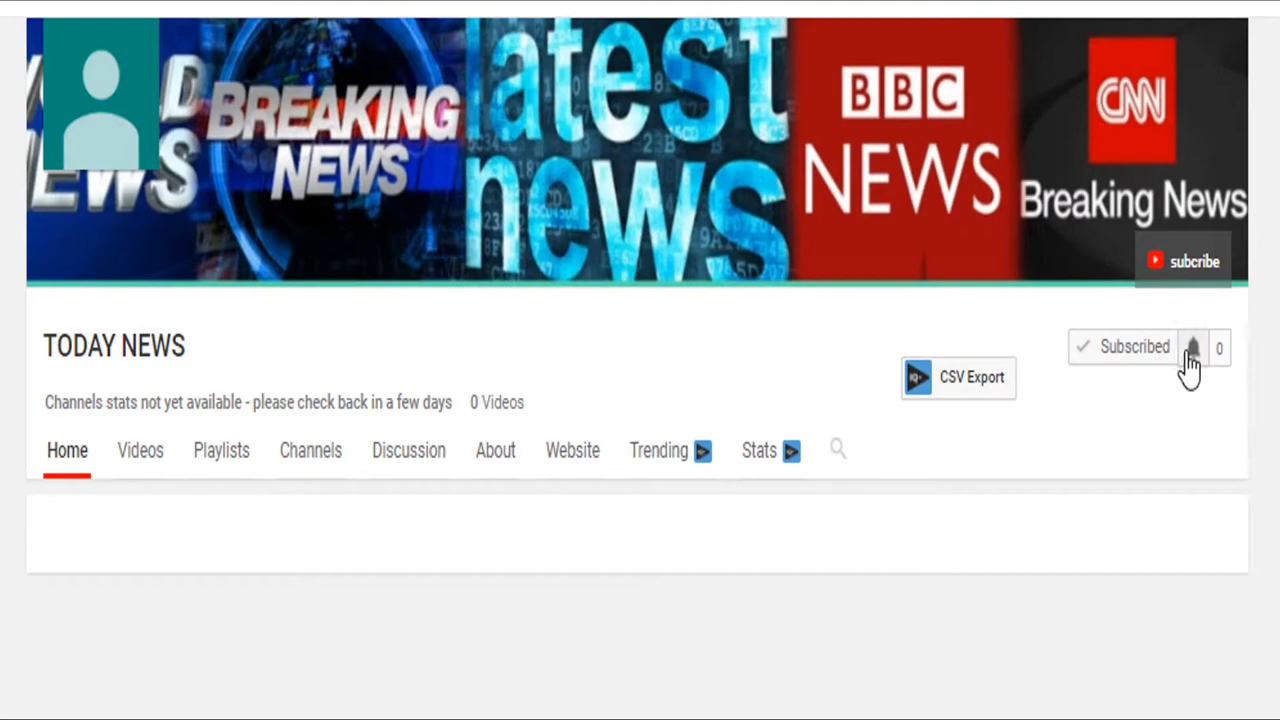 D
EWS
BREAKING
NEWS
latest
news
BBC
NEWS
CNN
Breaking News
subcribe
TODAY NEWS
Subscribed
0
CSV Export
Channels stats not yet available - please check back in a few days 0 Videos
Home Videos Playlists Channels Discussion About Website Trending Stats